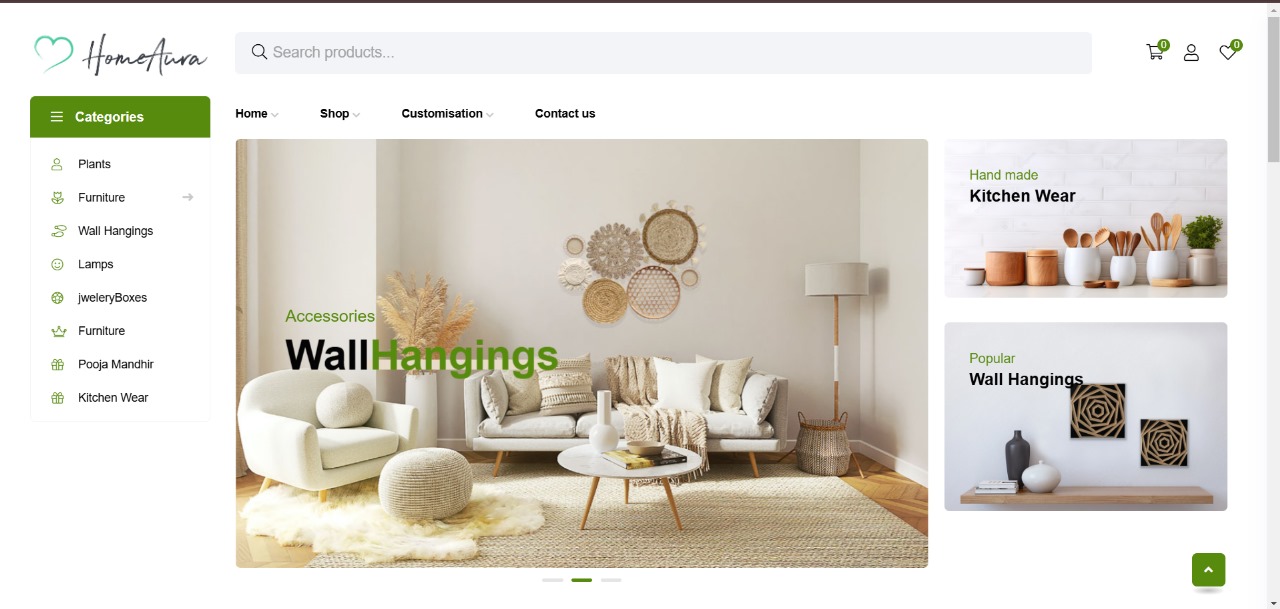 HomeAura
Search products...
0
0
Categories
Home
Shop
Customisation
Contact us
Plants
Furniture
Wall Hangings
Lamps
jweleryBoxes
Furniture
Pooja Mandhir
Kitchen Wear
Accessories
WallHangings
Hand made
Kitchen Wear
Popular
Wall Hangings